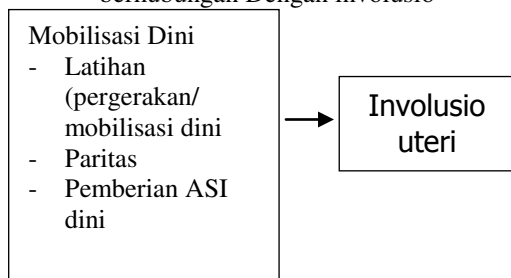 berhubungan Dengan Involusio
Mobilisasi Dini
- Latihan
(pergerakan/
mobilisasi dini
- Paritas
- Pemberian ASI
dini
Involusio
uteri